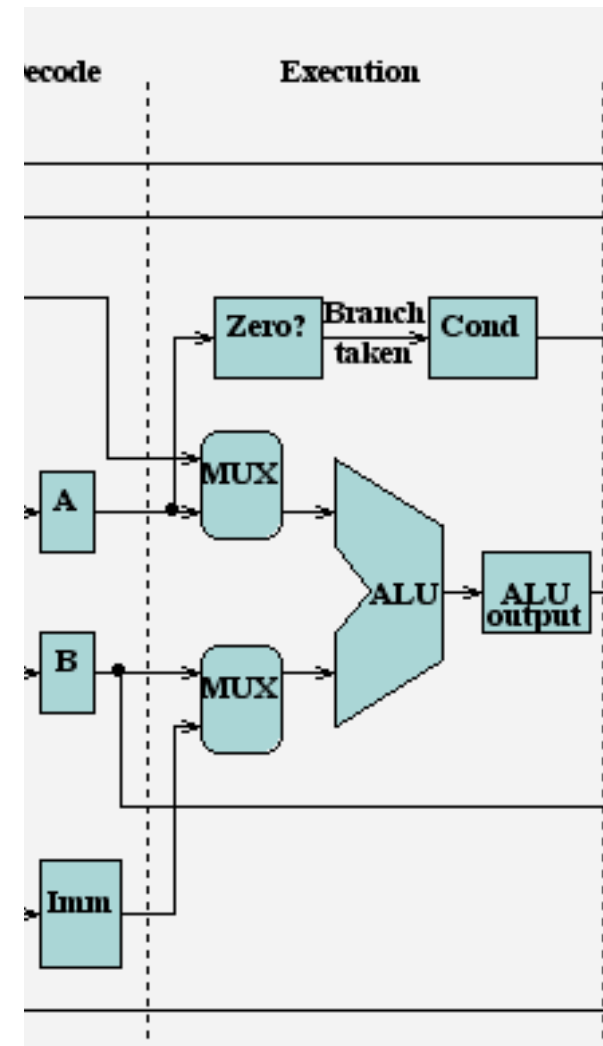 ecode
Execution
Zero?
Branch
taken
Cond
MUX
A
ALU
ALU
output
B
MUX
Imm